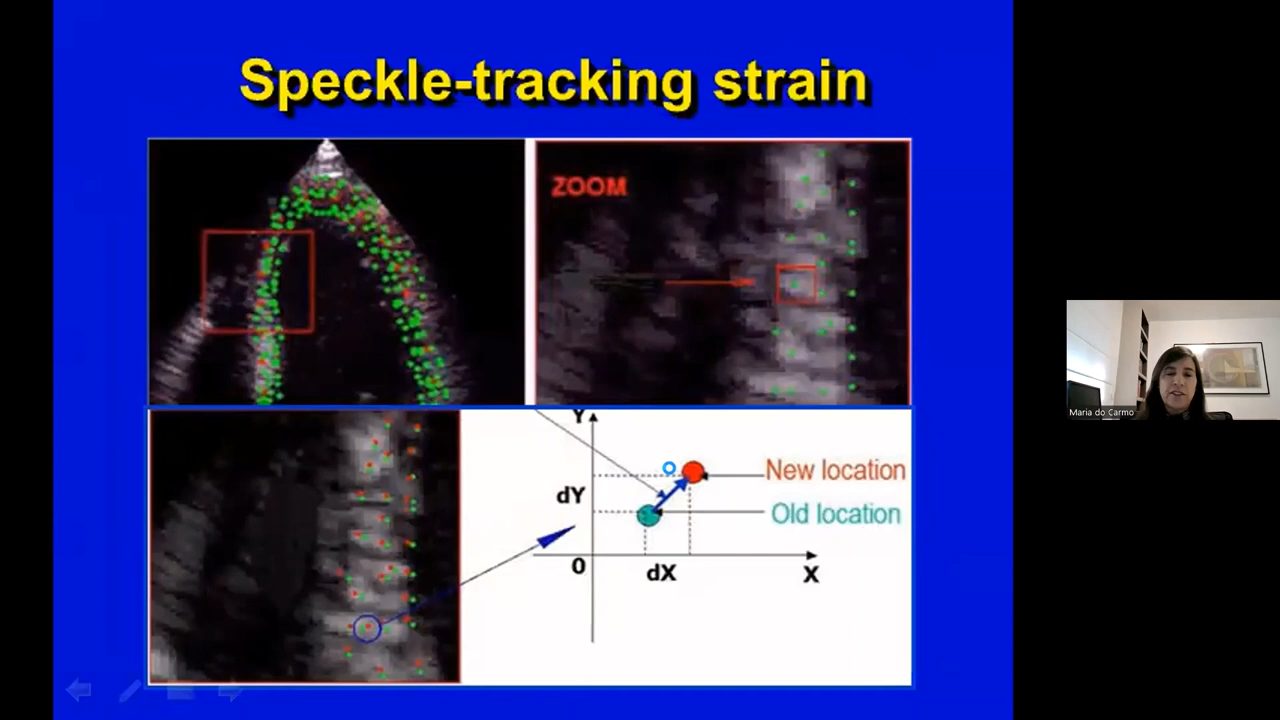 Speckle-tracking strain
ZOOM
Y
New location
dY
Old location
0
dX
X
Maria do Carmo